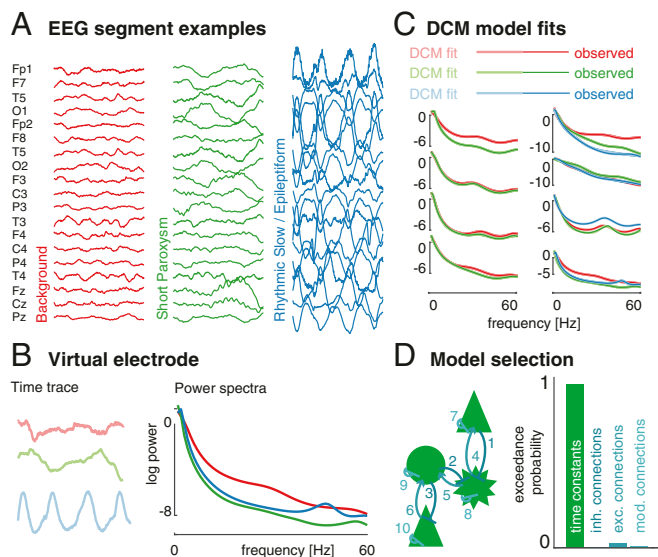 A EEG segment examples
Fp1
F7
T5
O1
Fp2
F8
T5
O2
F3
C3
P3
T3
F4
C4
P4
T4
Fz
Cz
Pz
Background
Short Paroxysm
Rhythmic Slow / Epileptiform
B Virtual electrode
Time trace
Power spectra
log power
0
-8
0 frequency [Hz] 60
C DCM model fits
DCM fit observed
DCM fit observed
DCM fit observed
0
-6
0
-6
0
-6
0
-6
0
-10
0
-10
0
-6
0
-5
0 60 0 60
frequency [Hz]
D Model selection
7
1
4
2
9
3
5
6
8
10
exceedance
probability
1
0
time constants
inh. connections
exc. connections
mod. connections